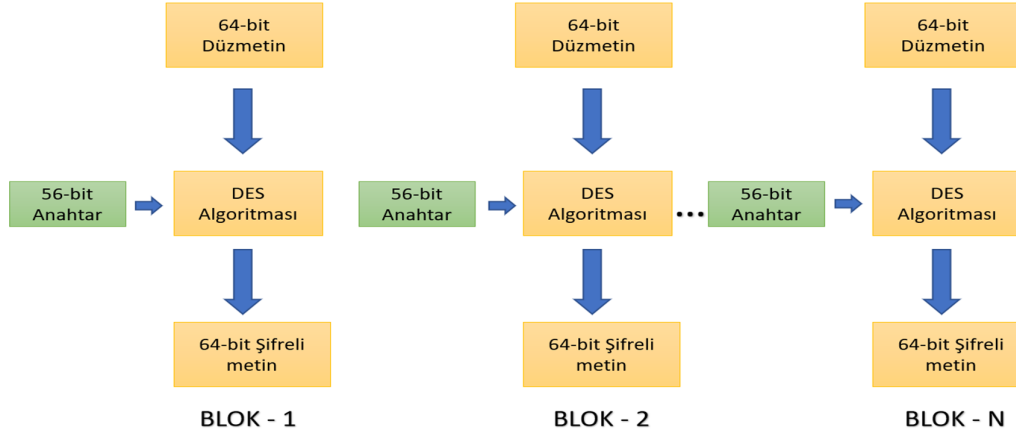 64-bit
Düzmetin
64-bit
Düzmetin
64-bit
Düzmetin
56-bit
Anahtar
DES
Algoritması
56-bit
Anahtar
DES
Algoritması
...
56-bit
Anahtar
DES
Algoritması
64-bit Şifreli
metin
64-bit Şifreli
metin
64-bit Şifreli
metin
BLOK - 1
BLOK - 2
BLOK - N